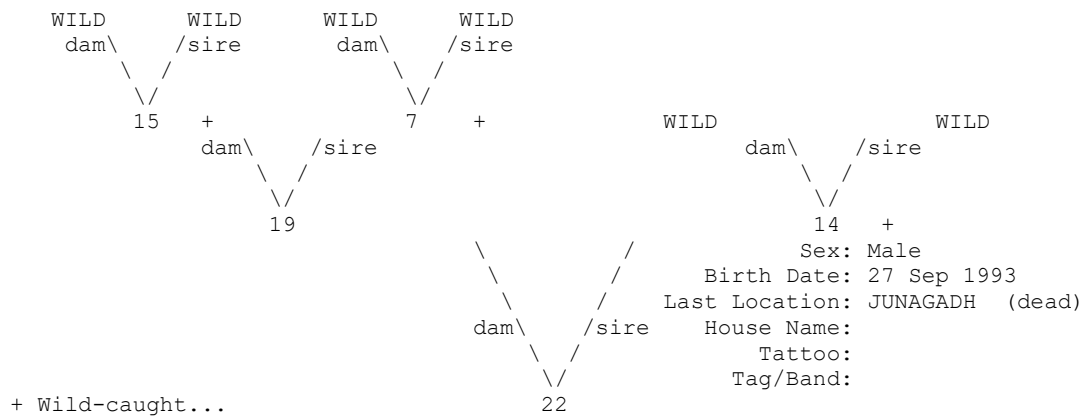 WILD WILD WILD WILD
dam\ /sire dam\ /sire
\ / \ /
\/ \/
15 + 7 + WILD WILD
dam\ /sire dam\ /sire
\ / \ /
\/ \/
19 14 +
\ / Sex: Male
\ / Birth Date: 27 Sep 1993
\ / Last Location: JUNAGADH (dead)
dam\ /sire House Name:
\ / Tattoo:
\/ Tag/Band:
+ Wild-caught... 22